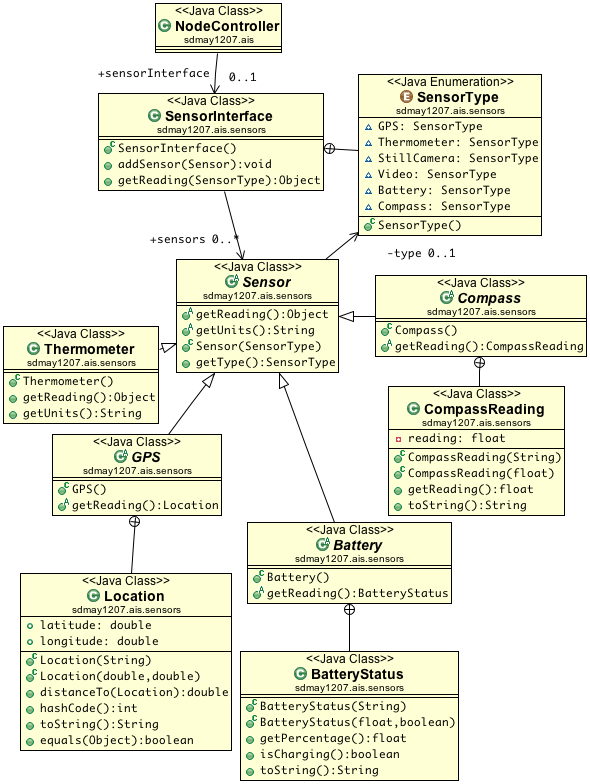 <<Java Class>>
NodeController
sdmay1207.ais
+sensorInterface
0..1
<<Java Class>>
SensorInterface
sdmay1207.ais.sensors
SensorInterface()
addSensor(Sensor):void
getReading(SensorType):Object
<<Java Enumeration>>
SensorType
sdmay1207.ais.sensors
GPS: SensorType
Thermometer: SensorType
StillCamera: SensorType
Video: SensorType
Battery: SensorType
Compass: SensorType
SensorType()
+sensors 0..*
-type 0..1
<<Java Class>>
Sensor
sdmay1207.ais.sensors
getReading():Object
getUnits():String
Sensor(SensorType)
getType():SensorType
<<Java Class>>
Compass
sdmay1207.ais.sensors
Compass()
getReading():CompassReading
<<Java Class>>
Thermometer
sdmay1207.ais.sensors
Thermometer()
getReading():Object
getUnits():String
<<Java Class>>
CompassReading
sdmay1207.ais.sensors
reading: float
CompassReading(String)
CompassReading(float)
getReading():float
toString():String
<<Java Class>>
GPS
sdmay1207.ais.sensors
GPS()
getReading():Location
<<Java Class>>
Battery
sdmay1207.ais.sensors
Battery()
getReading():BatteryStatus
<<Java Class>>
Location
sdmay1207.ais.sensors
latitude: double
longitude: double
Location(String)
Location(double,double)
distanceTo(Location):double
hashCode():int
toString():String
equals(Object):boolean
<<Java Class>>
BatteryStatus
sdmay1207.ais.sensors
BatteryStatus(String)
BatteryStatus(float,boolean)
getPercentage():float
isCharging():boolean
toString():String